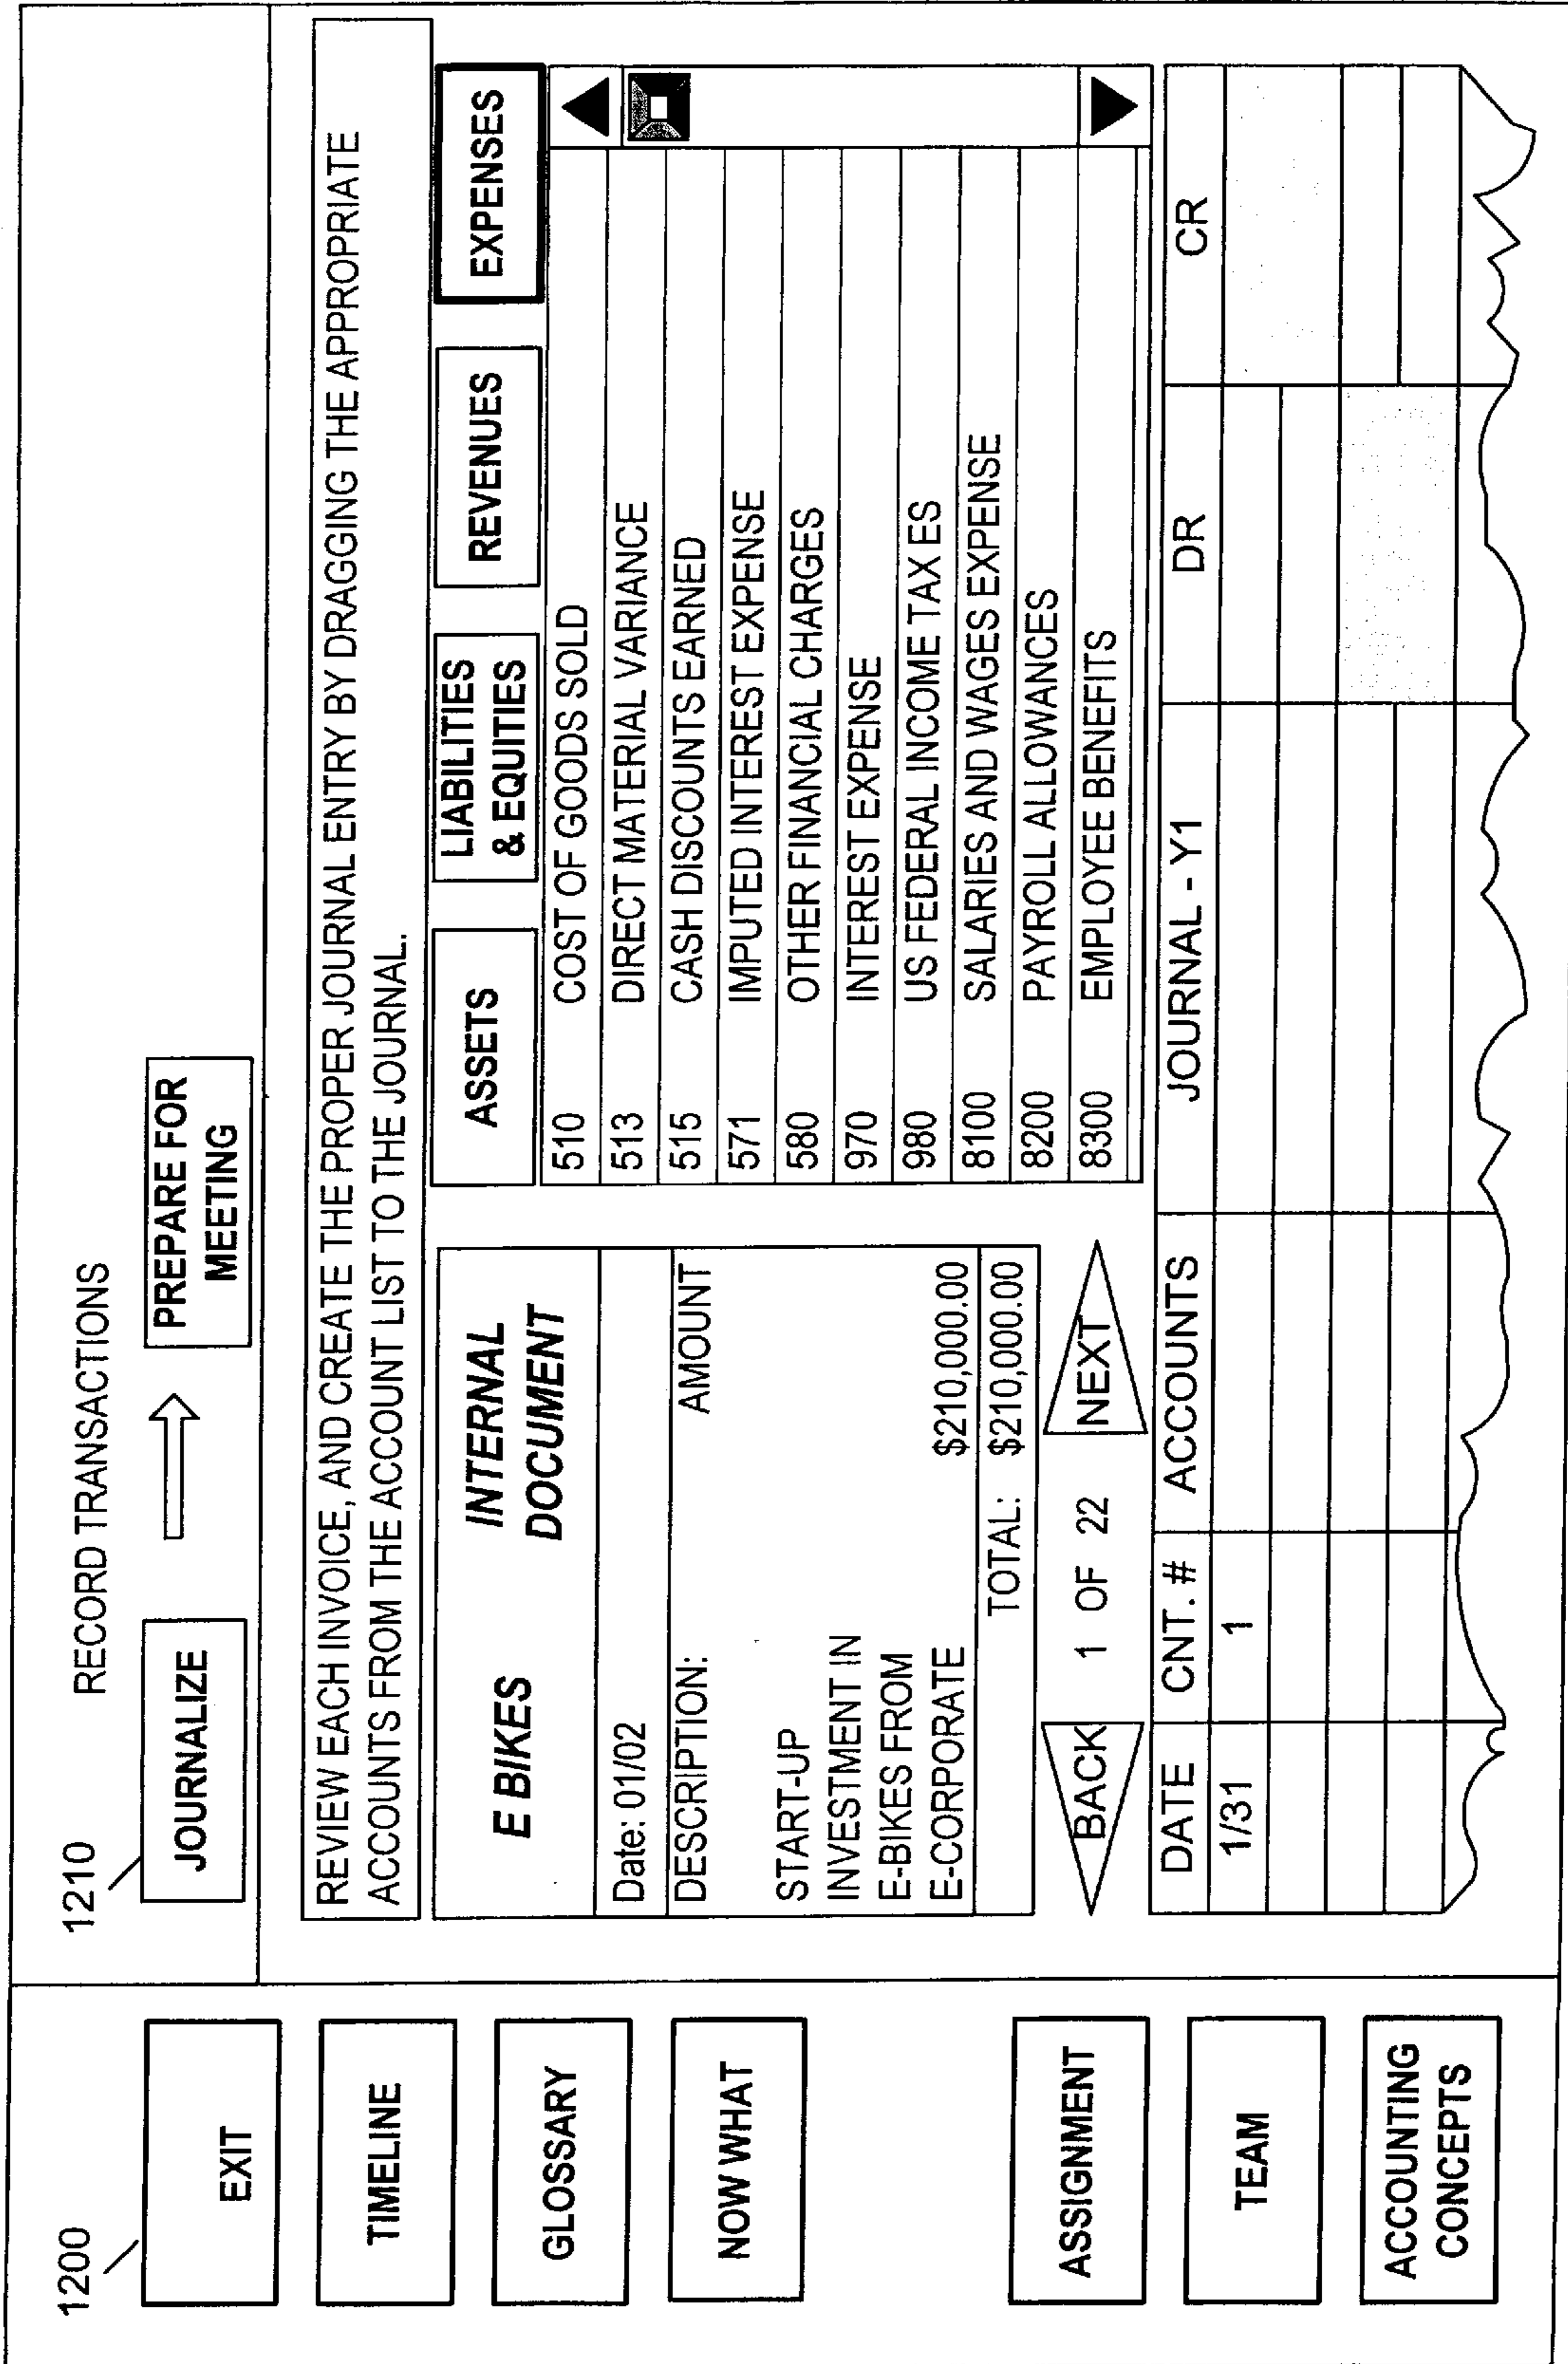 1200
EXIT
TIMELINE
GLOSSARY
NOW WHAT
ASSIGNMENT
TEAM
ACCOUNTING
CONCEPTS
1210
RECORD TRANSACTIONS
JOURNALIZE
PREPARE FOR
MEETING
REVIEW EACH INVOICE, AND CREATE THE PROPER JOURNAL ENTRY BY DRAGGING THE APPROPRIATE
ACCOUNTS FROM THE ACCOUNT LIST TO THE JOURNAL.
E BIKES INTERNAL
DOCUMENT
Date: 01/02
DESCRIPTION: AMOUNT
START-UP
INVESTMENT IN
E-BIKES FROM
E-CORPORATE $210,000.00
TOTAL: $210,000.00
BACK 1 OF 22 NEXT
ASSETS
LIABILITIES
& EQUITIES
REVENUES
EXPENSES
510 COST OF GOODS SOLD
513 DIRECT MATERIAL VARIANCE
515 CASH DISCOUNTS EARNED
571 IMPUTED INTEREST EXPENSE
580 OTHER FINANCIAL CHARGES
970 INTEREST EXPENSE
980 US FEDERAL INCOME TAX ES
8100 SALARIES AND WAGES EXPENSE
8200 PAYROLL ALLOWANCES
8300 EMPLOYEE BENEFITS
DATE CNT. # ACCOUNTS JOURNAL - Y1 DR CR
1/31 1